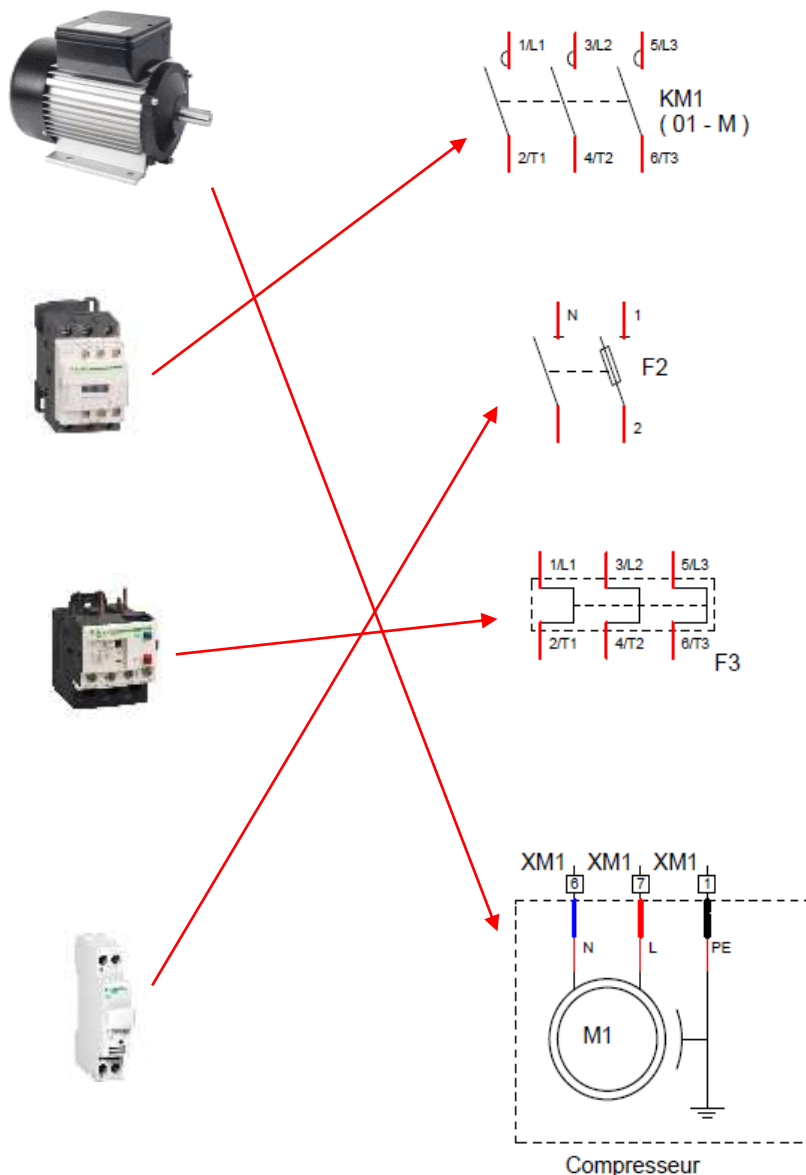 1/L1 3/L2 5/L3
KM1
( 01 - M )
2/T1 4/T2 6/T3
N 1
F2
2
1/L1 3/L2 5/L3
2/T1 4/T2 6/T3
F3
XM1 XM1 XM1
6 7 1
N L PE
M1
Compresseur